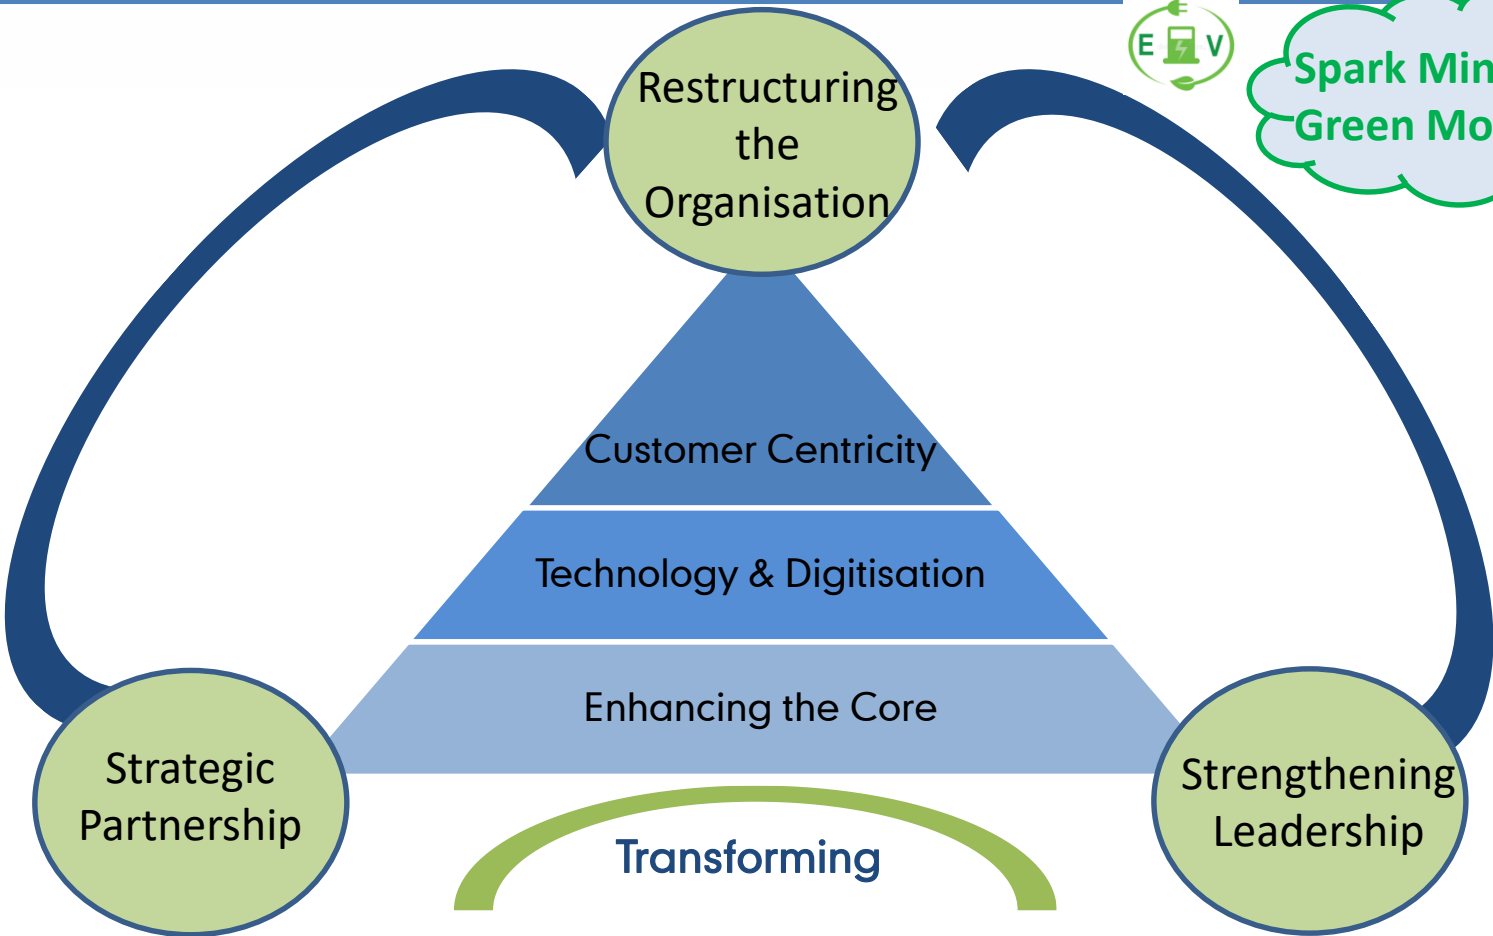 E V
Spark Min
Green Mo
Restructuring
the
Organisation
Customer Centricity
Technology & Digitisation
Enhancing the Core
Strategic
Partnership
Strengthening
Leadership
Transforming